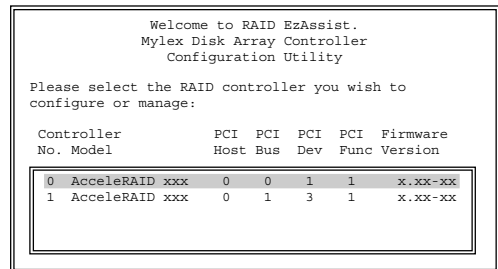 Welcome to RAID EzAssist.
Mylex Disk Array Controller
Configuration Utility
Please select the RAID controller you wish to
configure or manage:
Controller PCI PCI PCI PCI Firmware
No. Model Host Bus Dev Func Version
0 AcceleRAID xxx 0 0 1 1 x.xx-xx
1 AcceleRAID xxx 0 1 3 1 x.xx-xx